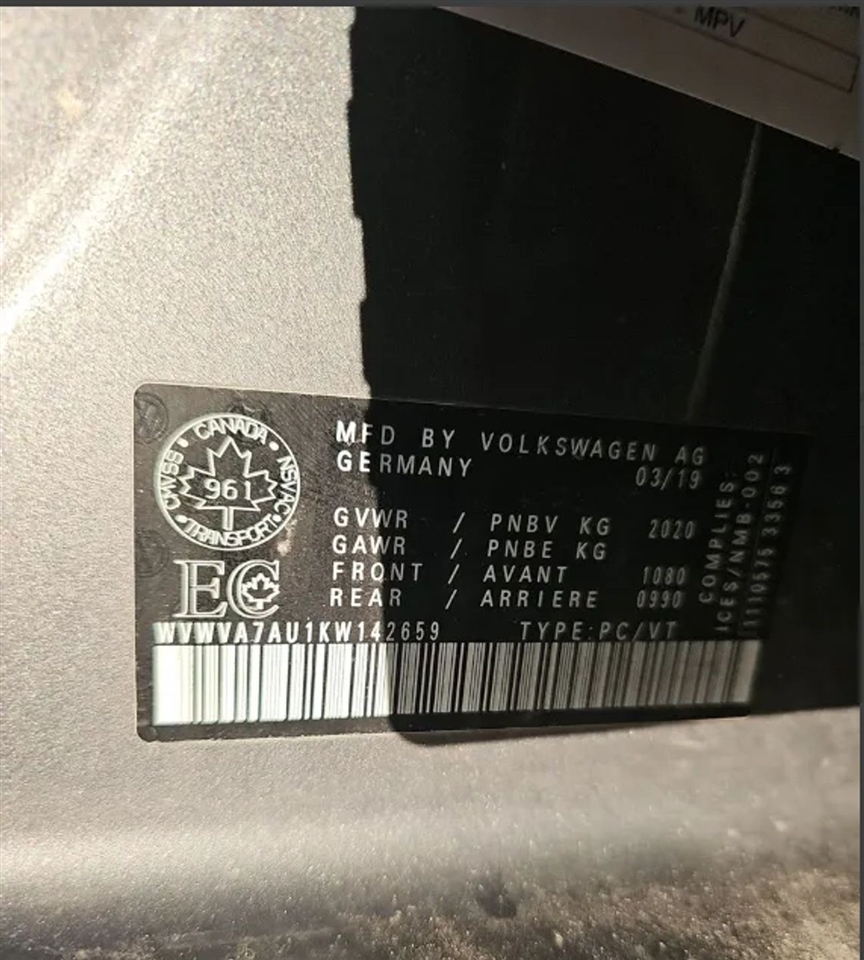 MPV
CANADA • NSVAC • TRANSPORT • CMVSS •
961
EC
MFD BY VOLKSWAGEN AG
GERMANY 03/19
GVWR / PNBV KG 2020
GAWR / PNBE KG
FRONT / AVANT 1080
REAR / ARRIERE 0990
WVWVA7AU1KW142659 TYPE:PC/VT
COMPLIES:
ICES/NMB-002
1110575 33563